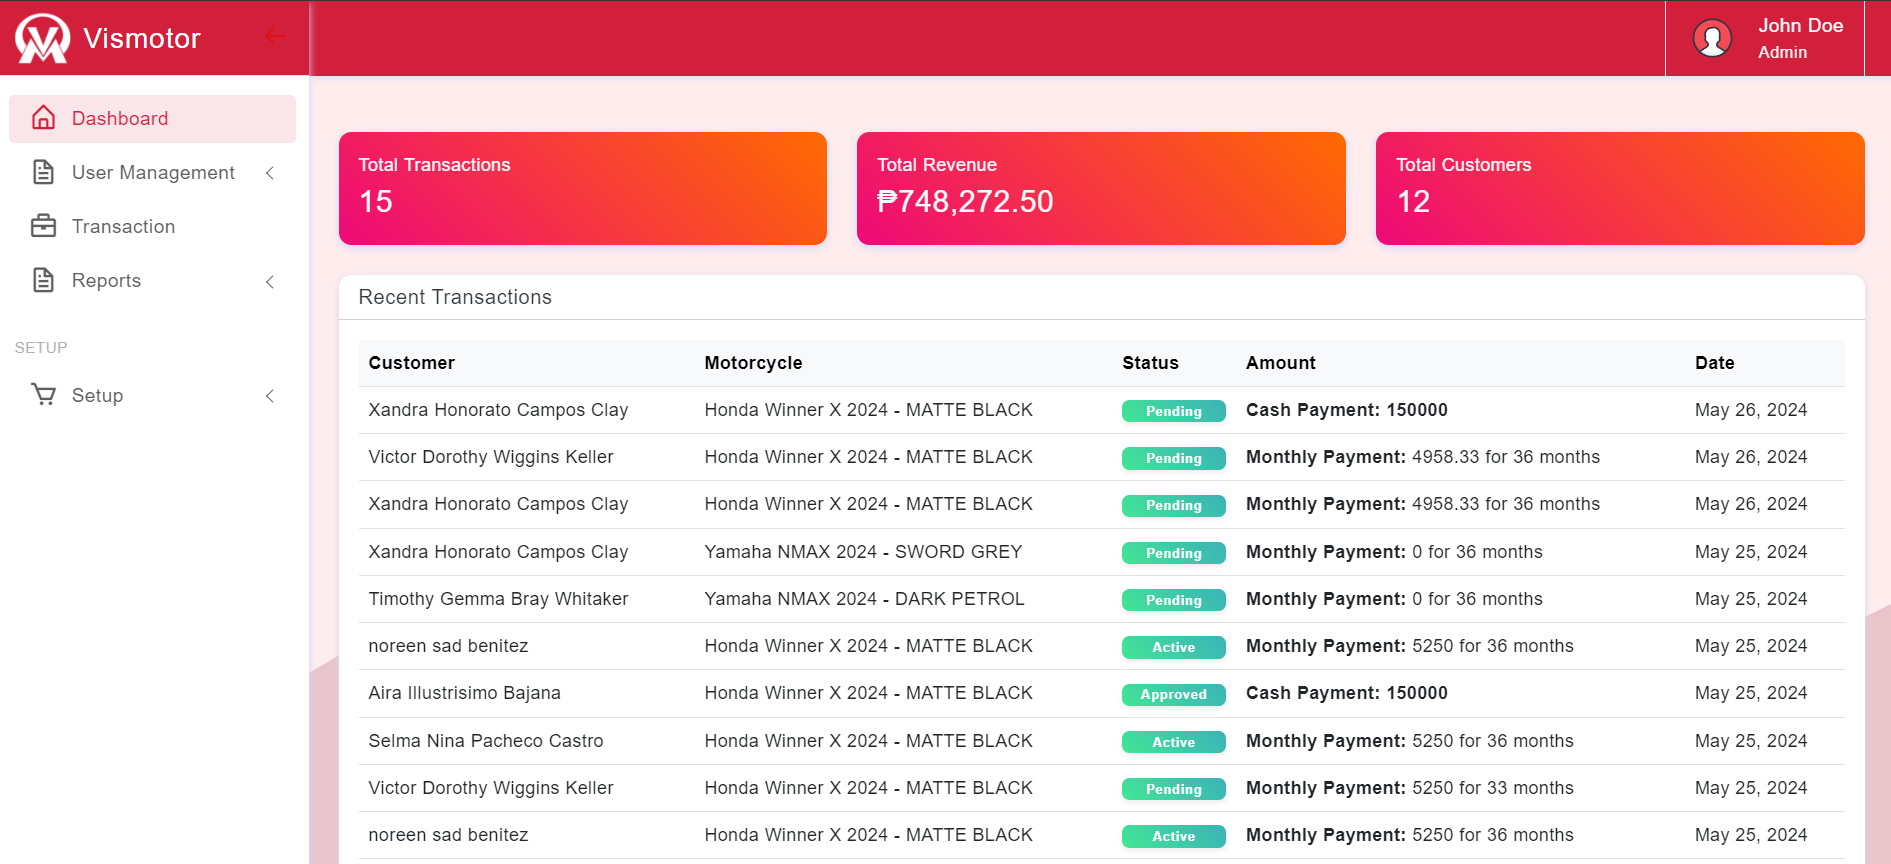 Vismotor
John Doe
Admin
Dashboard
User Management
Transaction
Reports
SETUP
Setup
Total Transactions
15
Total Revenue
₱748,272.50
Total Customers
12
Recent Transactions
Customer Motorcycle Status Amount Date
Xandra Honorato Campos Clay Honda Winner X 2024 - MATTE BLACK Pending Cash Payment: 150000 May 26, 2024
Victor Dorothy Wiggins Keller Honda Winner X 2024 - MATTE BLACK Pending Monthly Payment: 4958.33 for 36 months May 26, 2024
Xandra Honorato Campos Clay Honda Winner X 2024 - MATTE BLACK Pending Monthly Payment: 4958.33 for 36 months May 26, 2024
Xandra Honorato Campos Clay Yamaha NMAX 2024 - SWORD GREY Pending Monthly Payment: 0 for 36 months May 25, 2024
Timothy Gemma Bray Whitaker Yamaha NMAX 2024 - DARK PETROL Pending Monthly Payment: 0 for 36 months May 25, 2024
noreen sad benitez Honda Winner X 2024 - MATTE BLACK Active Monthly Payment: 5250 for 36 months May 25, 2024
Aira Illustrisimo Bajana Honda Winner X 2024 - MATTE BLACK Approved Cash Payment: 150000 May 25, 2024
Selma Nina Pacheco Castro Honda Winner X 2024 - MATTE BLACK Active Monthly Payment: 5250 for 36 months May 25, 2024
Victor Dorothy Wiggins Keller Honda Winner X 2024 - MATTE BLACK Pending Monthly Payment: 5250 for 33 months May 25, 2024
noreen sad benitez Honda Winner X 2024 - MATTE BLACK Active Monthly Payment: 5250 for 36 months May 25, 2024